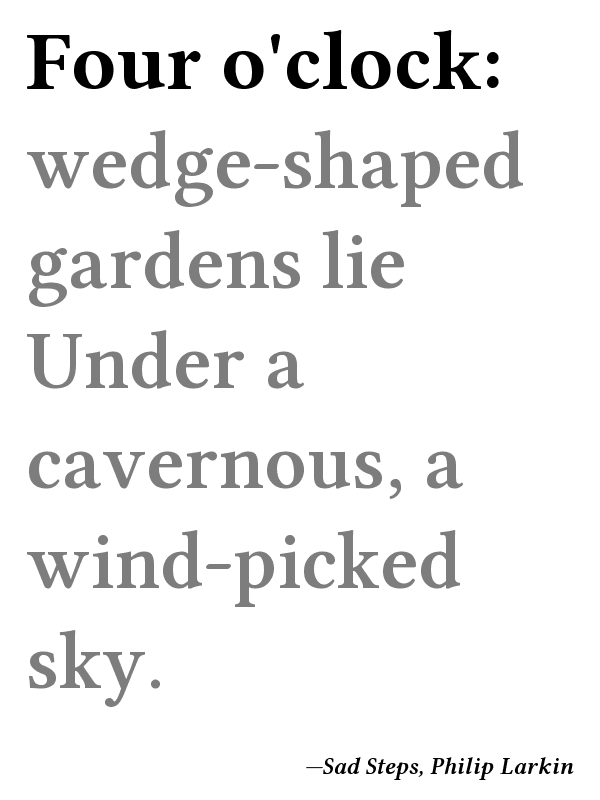 Four o'clock:
wedge-shaped
gardens lie
Under a
cavernous, a
wind-picked
sky.
—Sad Steps, Philip Larkin